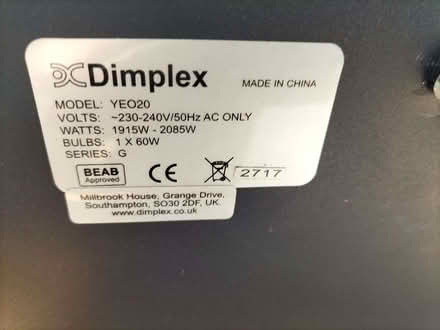 Dimplex
MADE IN CHINA
MODEL: YEO20
VOLTS: ~230-240V/50Hz AC ONLY
WATTS: 1915W - 2085W
BULBS: 1 X 60W
SERIES: G
BEAB
Approved
CE
2717
Millbrook House, Grange Drive,
Southampton, SO30 2DF, UK.
www.dimplex.co.uk